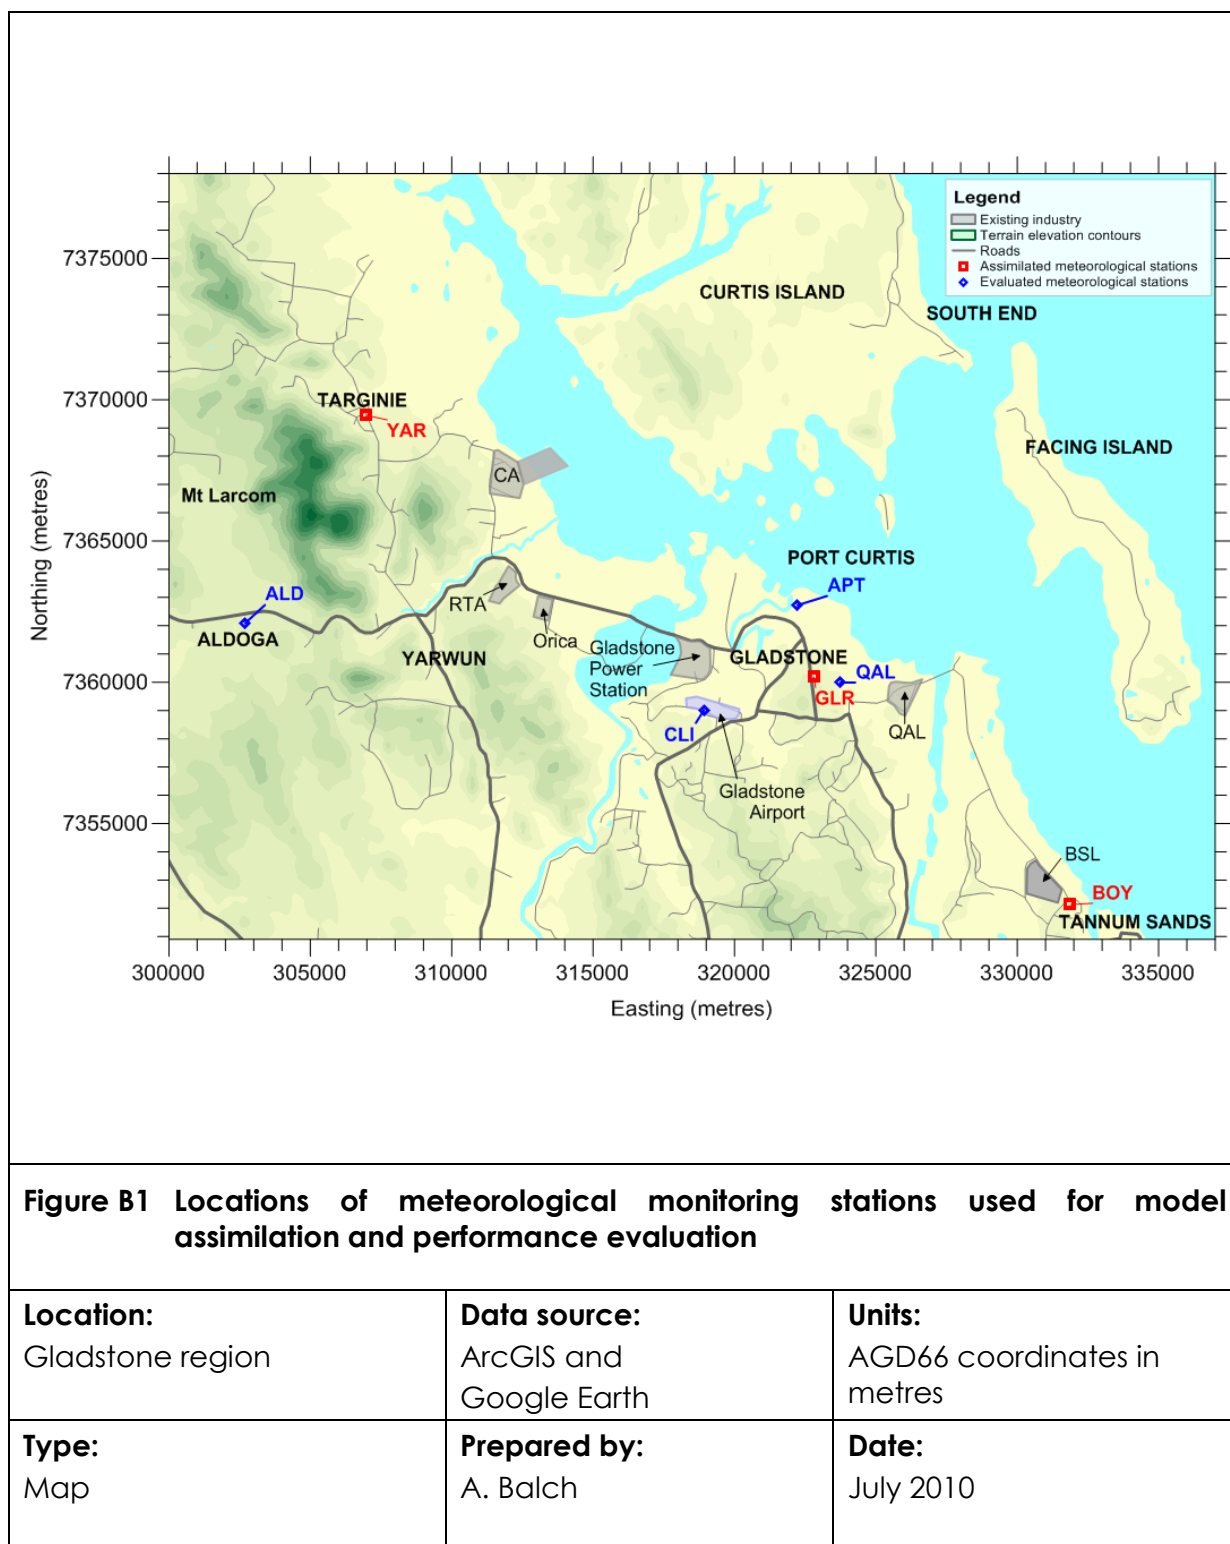 Legend
Existing industry
Terrain elevation contours
Roads
Assimilated meteorological stations
Evaluated meteorological stations
7375000
7370000
7365000
7360000
7355000
Northing (metres)
CURTIS ISLAND
SOUTH END
TARGINIE
YAR
FACING ISLAND
CA
Mt Larcom
PORT CURTIS
APT
ALD
RTA
ALDOGA
Orica
YARWUN
Gladstone
Power
Station
GLADSTONE
QAL
GLR
CLI
QAL
Gladstone
Airport
BSL
BOY
TANNUM SANDS
300000 305000 310000 315000 320000 325000 330000 335000
Easting (metres)
Figure B1 Locations of meteorological monitoring stations used for model
assimilation and performance evaluation
Location:
Gladstone region
Data source:
ArcGIS and
Google Earth
Units:
AGD66 coordinates in
metres
Type:
Map
Prepared by:
A. Balch
Date:
July 2010